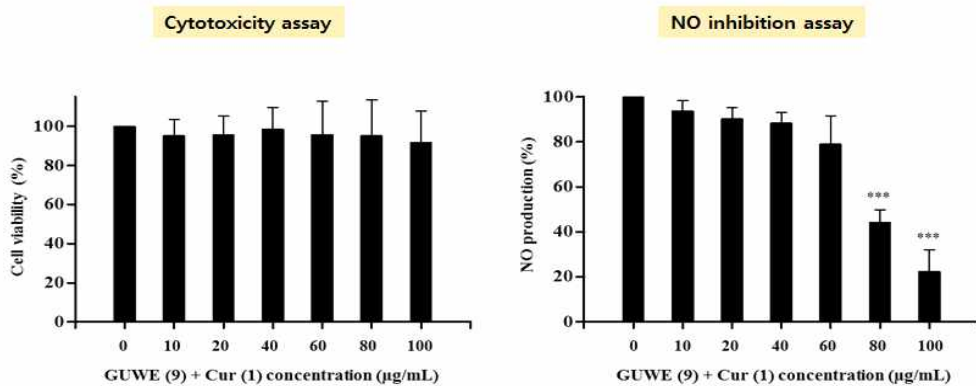 Cytotoxicity assay
NO inhibition assay
Cell viability (%)
100
80
60
40
20
0
0 10 20 40 60 80 100
GUWE (9) + Cur (1) concentration (μg/mL)
NO production (%)
100
80
60
40
20
0
***
***
0 10 20 40 60 80 100
GUWE (9) + Cur (1) concentration (μg/mL)